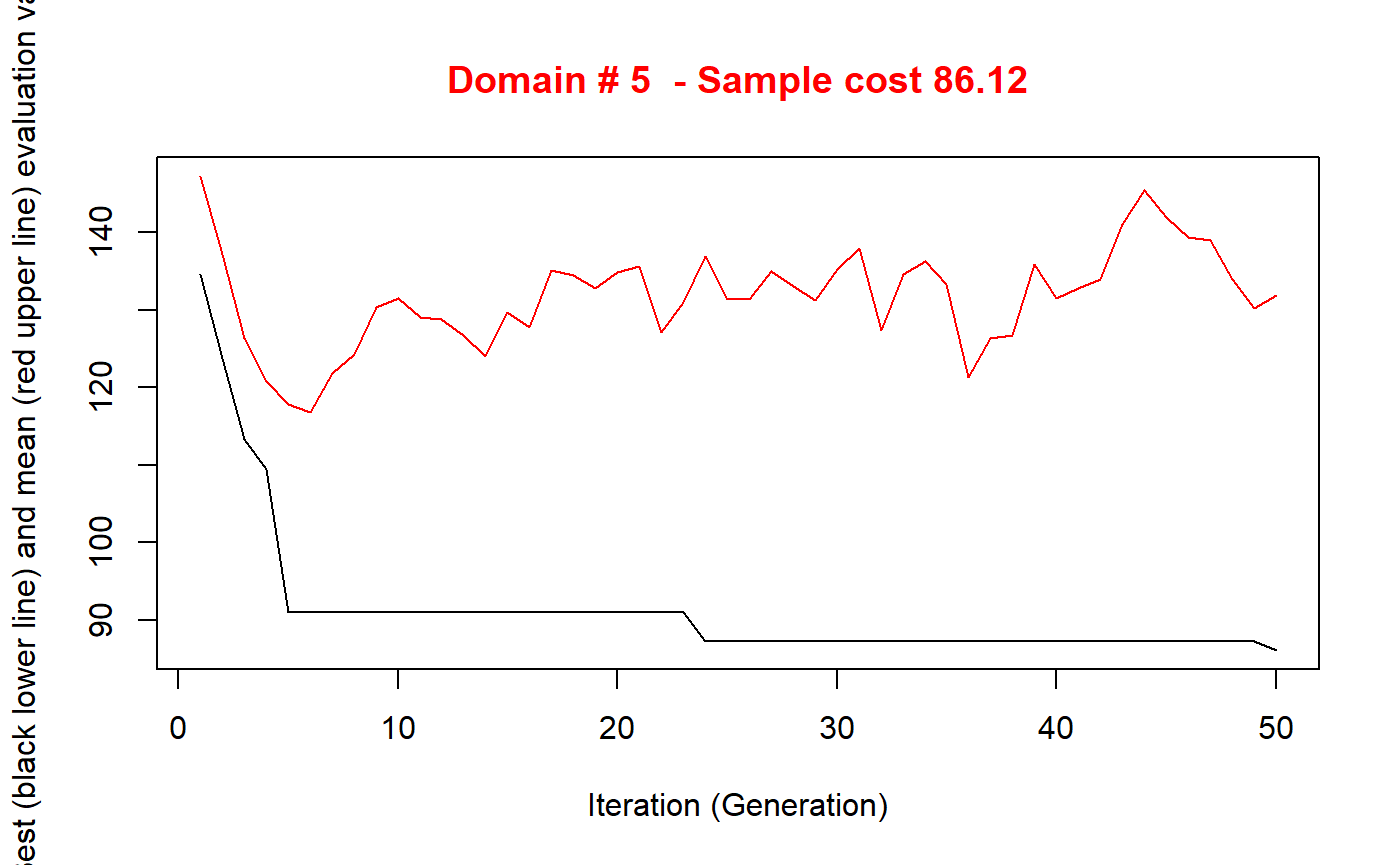 Domain # 5  - Sample cost 86.12
est (black lower line) and mean (red upper line) evaluation va
140
120
100
90
0 10 20 30 40 50
Iteration (Generation)